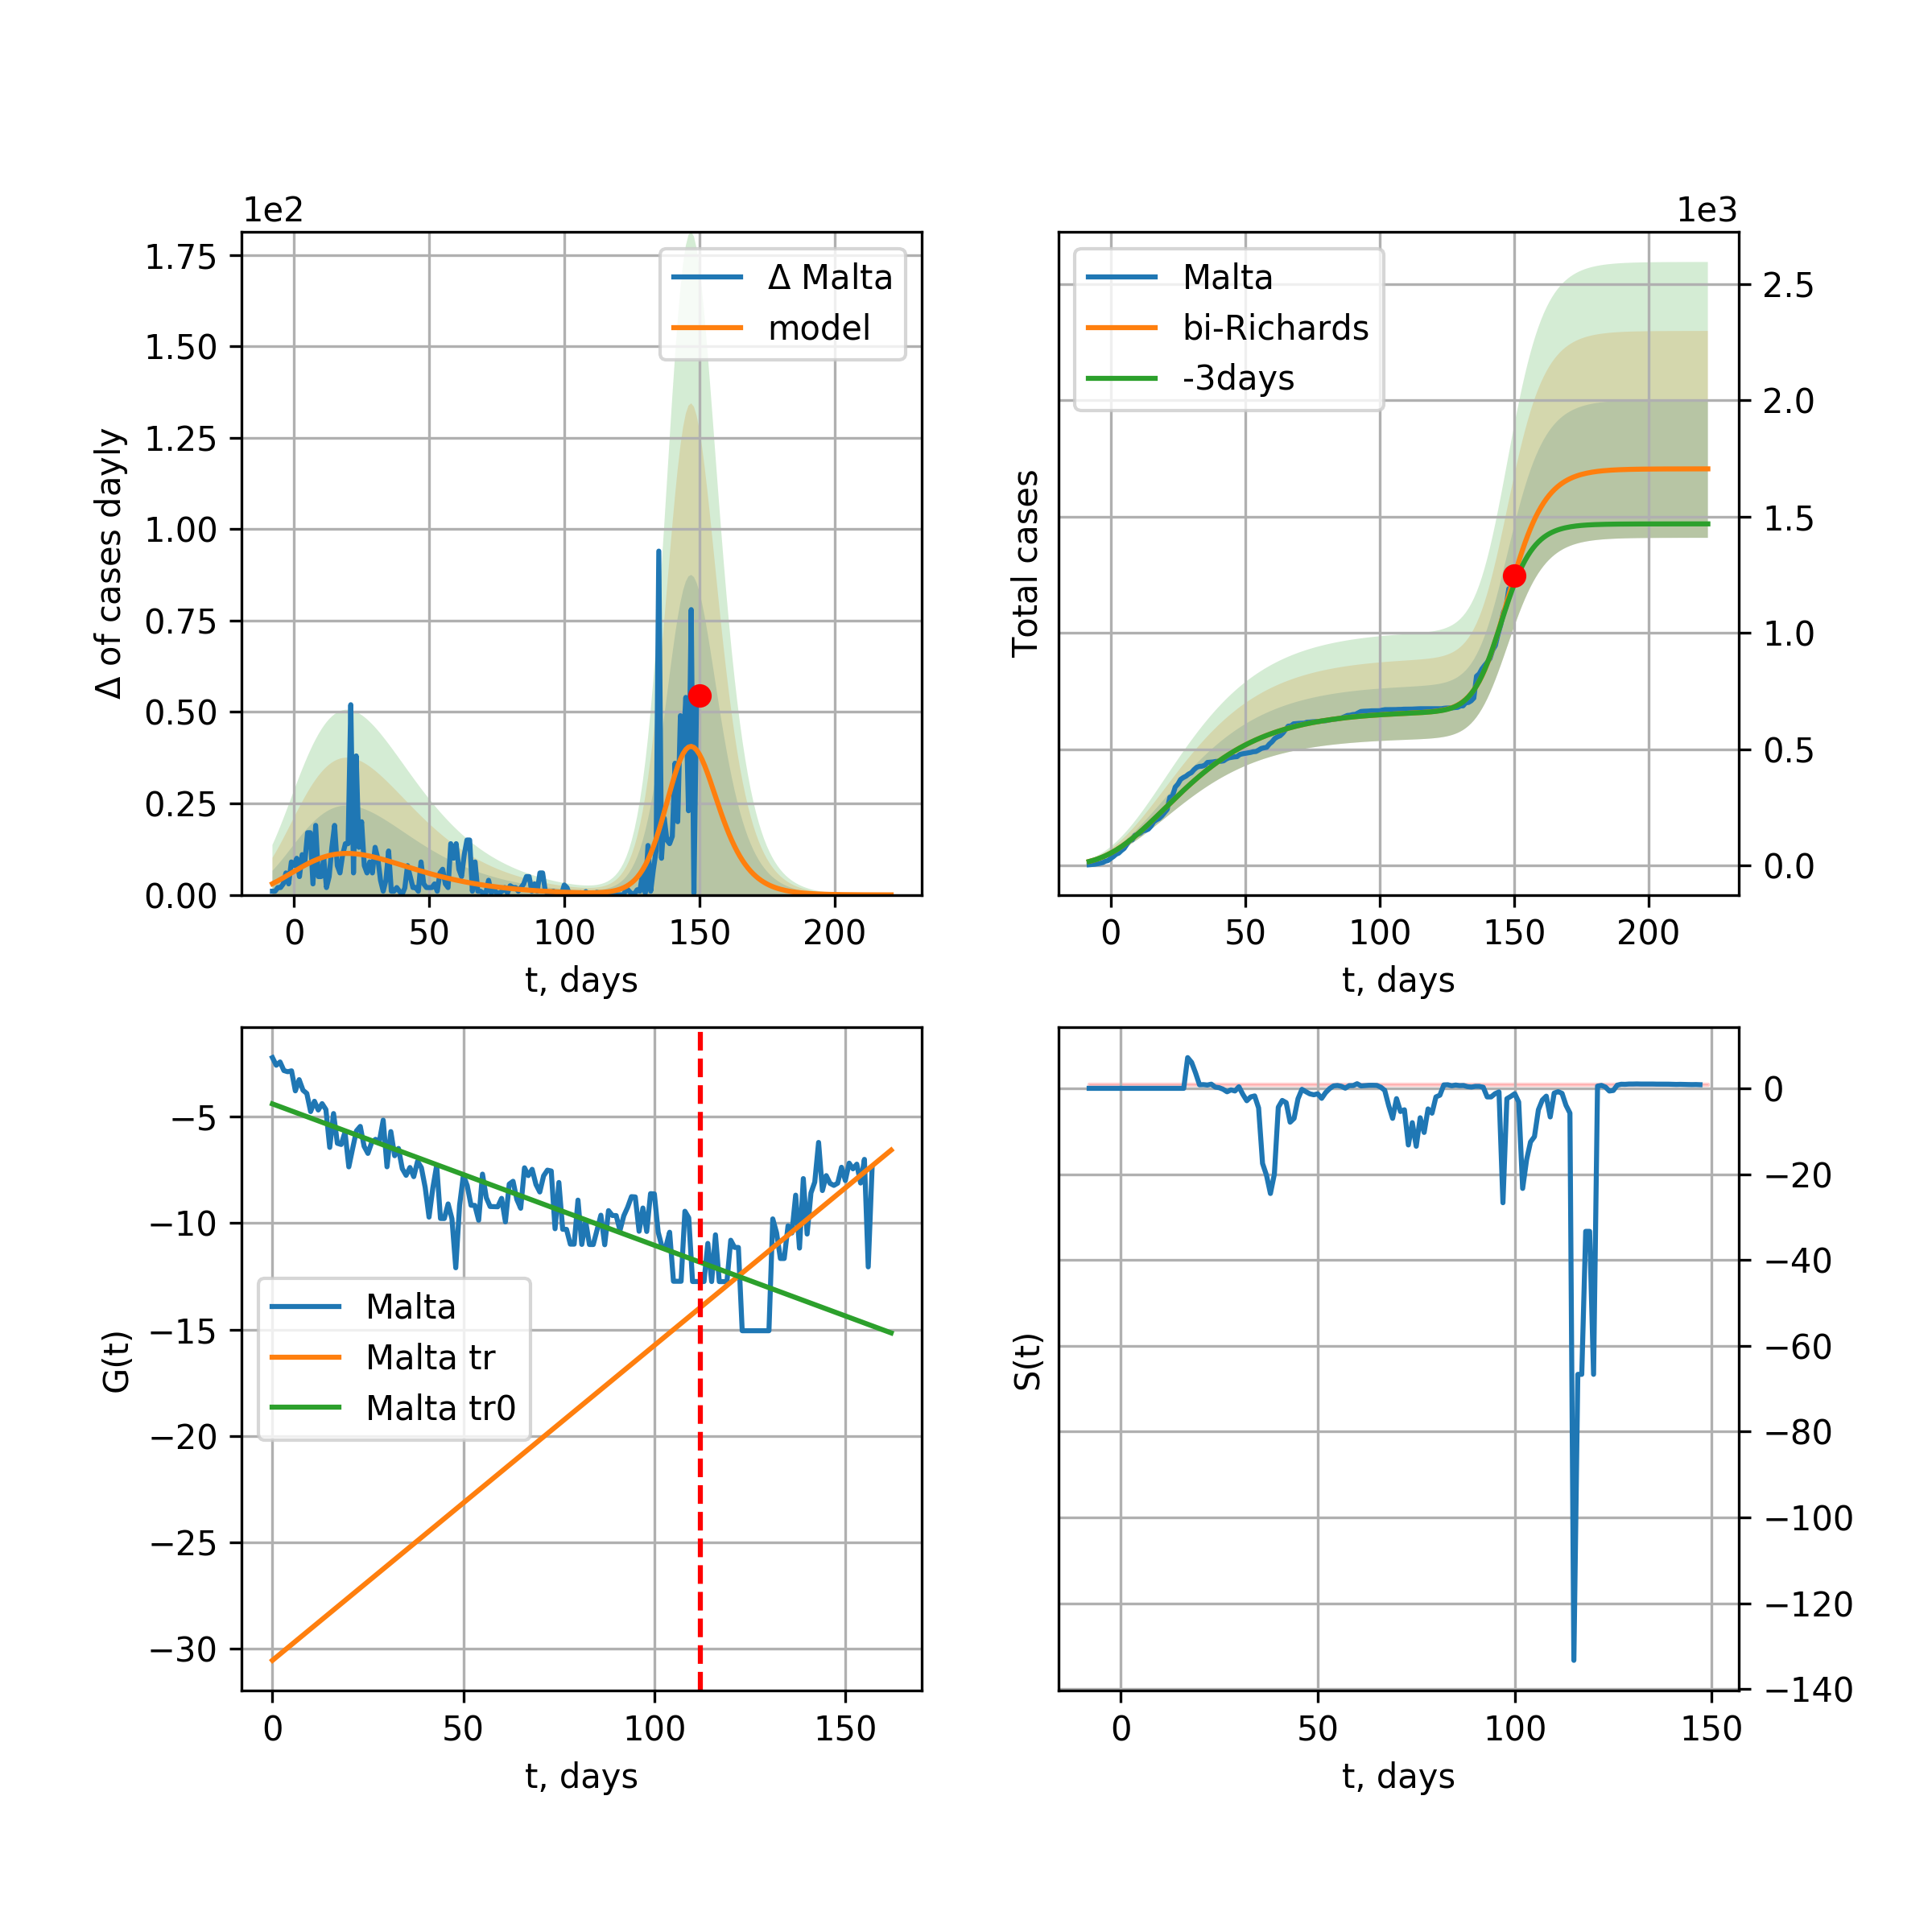 1e2
1.75
1.50
1.25
1.00
0.75
0.50
0.25
0.00
Δ of cases dayly
Δ Malta
model
0 50 100 150 200
t, days
1e3
2.5
2.0
1.5
1.0
0.5
0.0
Total cases
Malta
bi-Richards
-3days
0 50 100 150 200
t, days
−5
−10
−15
−20
−25
−30
G(t)
Malta
Malta tr
Malta tr0
0 50 100 150
t, days
0
−20
−40
−60
−80
−100
−120
−140
S(t)
0 50 100 150
t, days